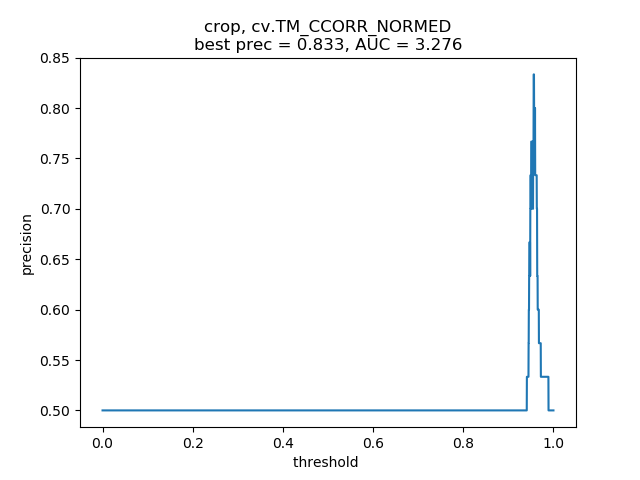 crop, cv.TM_CCORR_NORMED
best prec = 0.833, AUC = 3.276
0.85
0.80
0.75
0.70
0.65
0.60
0.55
0.50
precision
0.0 0.2 0.4 0.6 0.8 1.0
threshold